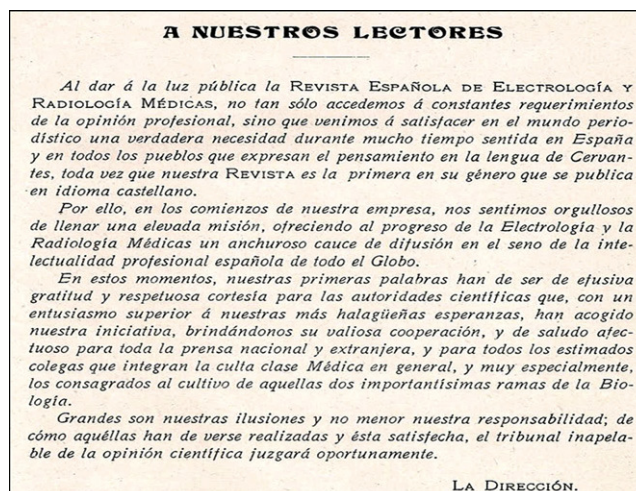 A NUESTROS LECTORES
Al dar á la luz pública la REVISTA ESPAÑOLA DE ELECTROLOGÍA Y
RADIOLOGÍA MÉDICAS, no tan sólo accedemos á constantes requerimientos
de la opinión profesional, sino que venimos á satisfacer en el mundo perio-
dístico una verdadera necesidad durante mucho tiempo sentida en España
y en todos los pueblos que expresan el pensamiento en la lengua de Cervan-
tes, toda vez que nuestra REVISTA es la primera en su género que se publica
en idioma castellano.
Por ello, en los comienzos de nuestra empresa, nos sentimos orgullosos
de llenar una elevada misión, ofreciendo al progreso de la Electrología y la
Radiología Médicas un anchuroso cauce de difusión en el seno de la inte-
lectualidad profesional española de todo el Globo.
En estos momentos, nuestras primeras palabras han de ser de efusiva
gratitud y respetuosa cortesía para las autoridades científicas que, con un
entusiasmo superior á nuestras más halagüeñas esperanzas, han acogido
nuestra iniciativa, brindándonos su valiosa cooperación, y de saludo afec-
tuoso para toda la prensa nacional y extranjera, y para todos los estimados
colegas que integran la culta clase Médica en general, y muy especialmente,
los consagrados al cultivo de aquellas dos importantísimas ramas de la Bio-
logía.
Grandes son nuestras ilusiones y no menor nuestra responsabilidad; de
cómo aquéllas han de verse realizadas y ésta satisfecha, el tribunal inapela-
ble de la opinión científica juzgará oportunamente.
LA DIRECCIÓN.